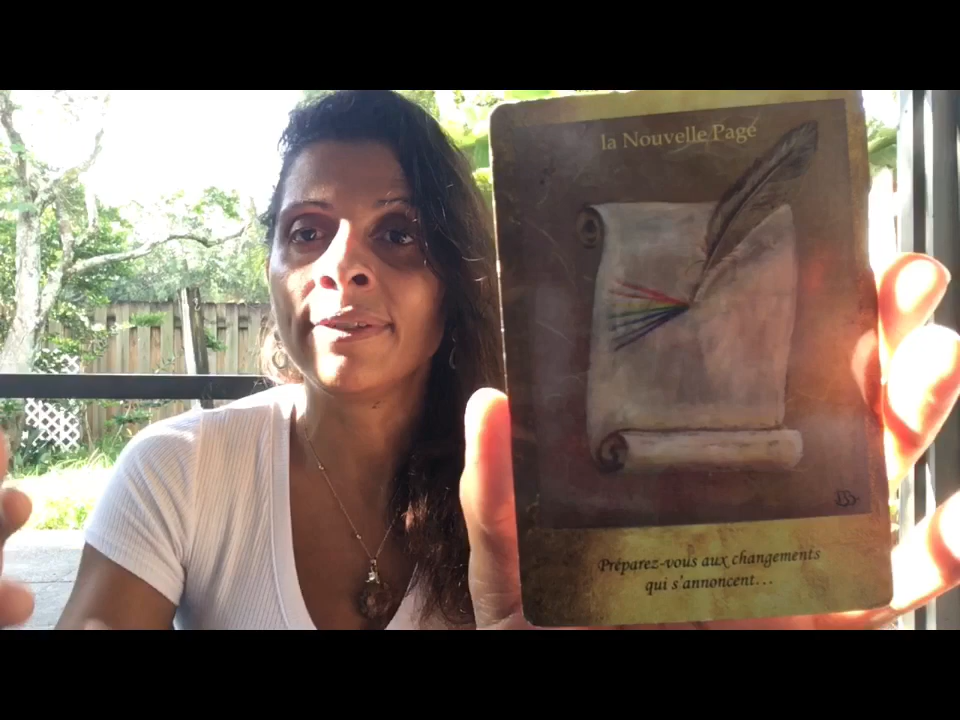 la Nouvelle Page
Préparez-vous aux changements
qui s'annoncent...